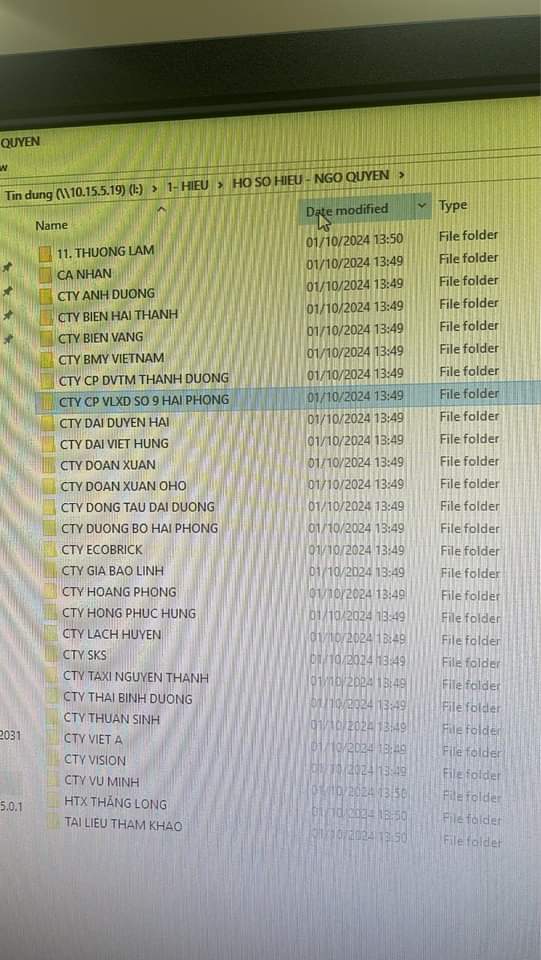 QUYEN
w
Tin dung (\\10.15.5.19) (I:) > 1- HIEU > HO SO HIEU - NGO QUYEN >
Name Date modified Type
11. THUONG LAM 01/10/2024 13:50 File folder
CA NHAN 01/10/2024 13:49 File folder
CTY ANH DUONG 01/10/2024 13:49 File folder
CTY BIEN HAI THANH 01/10/2024 13:49 File folder
CTY BIEN VANG 01/10/2024 13:49 File folder
CTY BMY VIETNAM 01/10/2024 13:49 File folder
CTY CP DVTM THANH DUONG 01/10/2024 13:49 File folder
CTY CP VLXD SO 9 HAI PHONG 01/10/2024 13:49 File folder
CTY DAI DUYEN HAI 01/10/2024 13:49 File folder
CTY DAI VIET HUNG 01/10/2024 13:49 File folder
CTY DOAN XUAN 01/10/2024 13:49 File folder
CTY DOAN XUAN OHO 01/10/2024 13:49 File folder
CTY DONG TAU DAI DUONG 01/10/2024 13:49 File folder
CTY DUONG BO HAI PHONG 01/10/2024 13:49 File folder
CTY ECOBRICK 01/10/2024 13:49 File folder
CTY GIA BAO LINH 01/10/2024 13:49 File folder
CTY HOANG PHONG 01/10/2024 13:49 File folder
CTY HONG PHUC HUNG 01/10/2024 13:49 File folder
CTY LACH HUYEN 01/10/2024 13:49 File folder
CTY SKS 01/10/2024 13:49 File folder
CTY TAXI NGUYEN THANH 01/10/2024 13:49 File folder
CTY THAI BINH DUONG 01/10/2024 13:49 File folder
CTY THUAN SINH 01/10/2024 13:49 File folder
2031 CTY VIET A 01/10/2024 13:49 File folder
CTY VISION 01/10/2024 13:49 File folder
CTY VU MINH 01/10/2024 13:50 File folder
5.0.1 HTX THĂNG LONG 01/10/2024 13:50 File folder
TAI LIEU THAM KHAO 01/10/2024 13:50 File folder